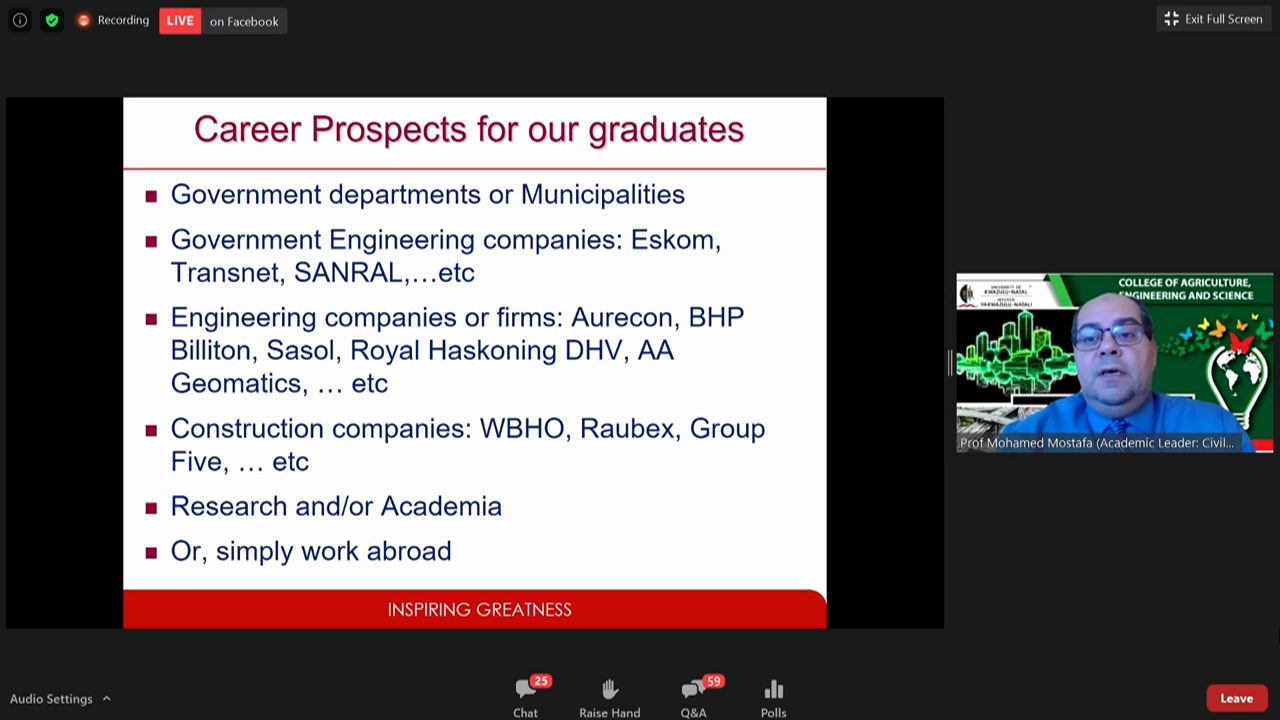 Recording
LIVE on Facebook
Exit Full Screen
Career Prospects for our graduates
Government departments or Municipalities
Government Engineering companies: Eskom,
Transnet, SANRAL,…etc
Engineering companies or firms: Aurecon, BHP
Billiton, Sasol, Royal Haskoning DHV, AA
Geomatics, … etc
Construction companies: WBHO, Raubex, Group
Five, … etc
Research and/or Academia
Or, simply work abroad
INSPIRING GREATNESS
UNIVERSITY OF
KWAZULU-NATAL
INYUVESI
YAKWAZULU-NATALI
COLLEGE OF AGRICULTURE,
ENGINEERING AND SCIENCE
Prof Mohamed Mostafa (Academic Leader: Civil...
Audio Settings
25
59
Chat
Raise Hand
Q&A
Polls
Leave